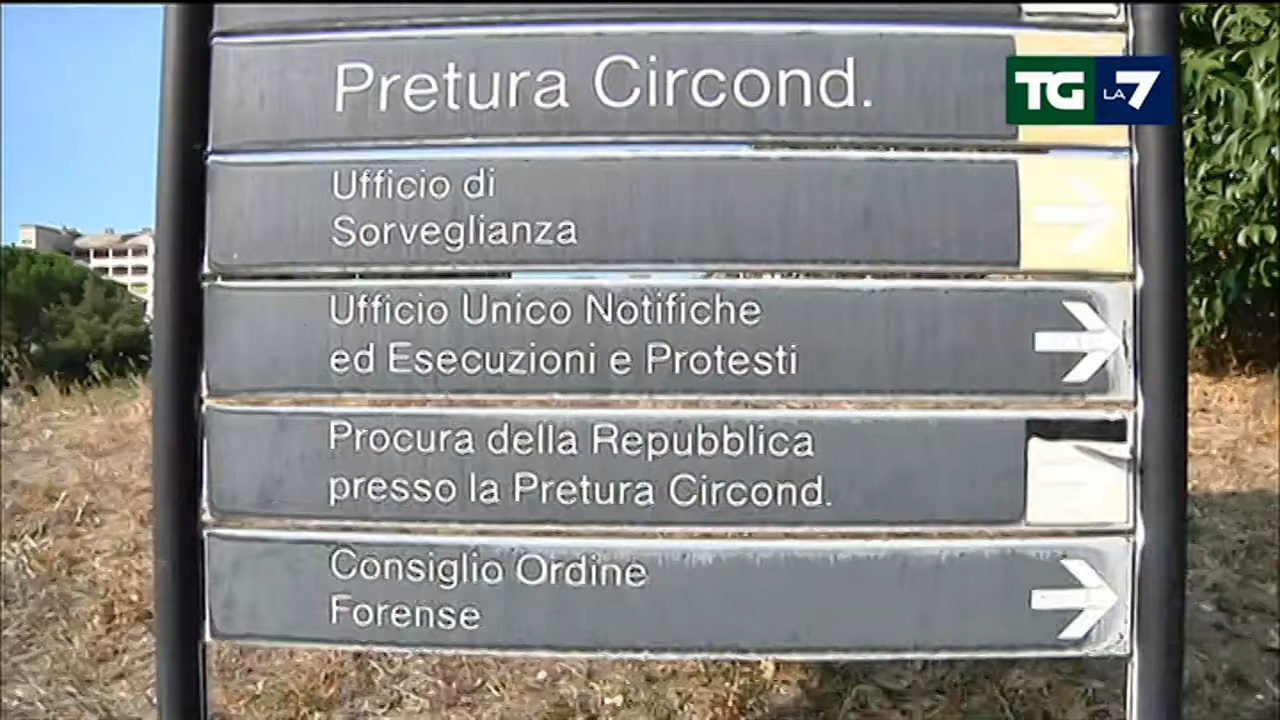 Pretura Circond.
TG LA7
Ufficio di
Sorveglianza
Ufficio Unico Notifiche
ed Esecuzioni e Protesti
Procura della Repubblica
presso la Pretura Circond.
Consiglio Ordine
Forense